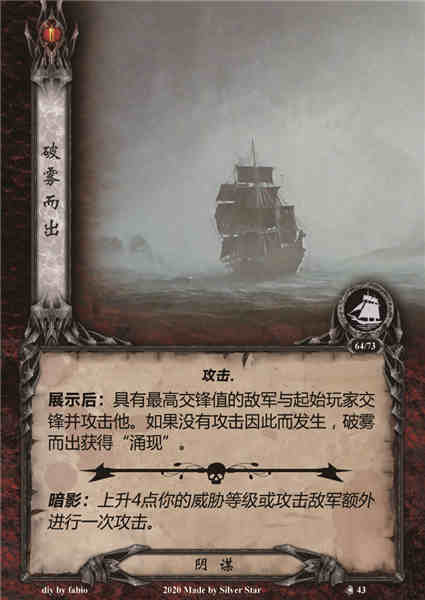 破雾而出
64/73
攻击.
展示后：具有最高交锋值的敌军与起始玩家交
锋并攻击他。如果没有攻击因此而发生，破雾
而出获得“涌现”。
暗影：上升4点你的威胁等级或攻击敌军额外
进行一次攻击。
阴谋
diy by fabio
2020 Made by Silver Star
43